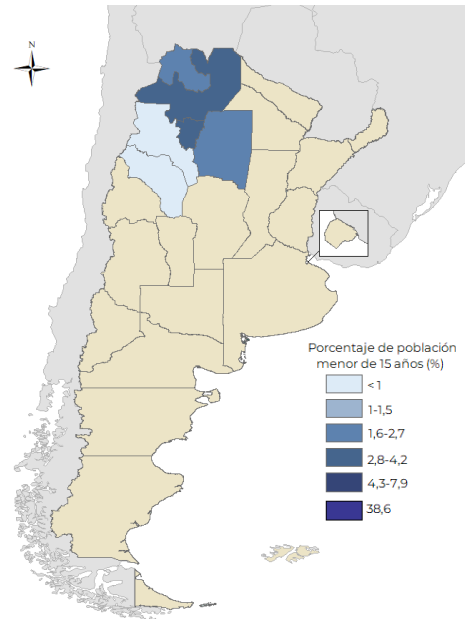 N
Porcentaje de población
menor de 15 años (%)
<1
1-1,5
1,6-2,7
2,8-4,2
4,3-7,9
38,6